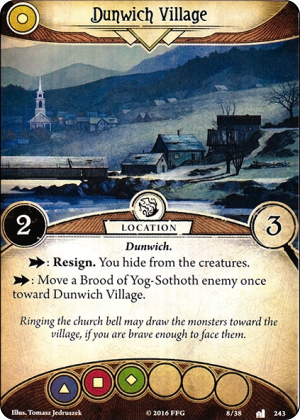 Dunwich Village
2
LOCATION
3
Dunwich.
: Resign. You hide from the creatures.
: Move a Brood of Yog-Sothoth enemy once
toward Dunwich Village.
Ringing the church bell may draw the monsters toward the
village, if you are brave enough to face them.
Illus. Tomasz Jedruszek
© 2016 FFG
8/38
243